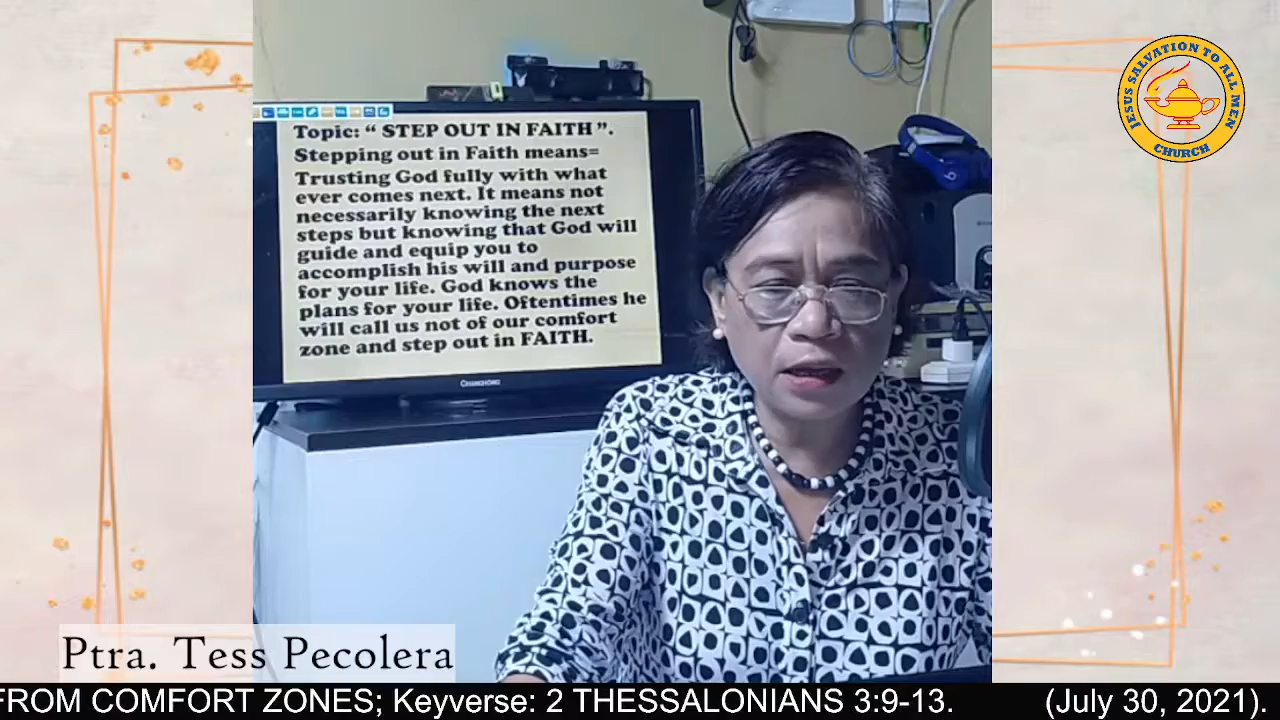 JESUS SALVATION TO ALL MEN
CHURCH
Topic: “ STEP OUT IN FAITH ”.
Stepping out in Faith means=
Trusting God fully with what
ever comes next. It means not
necessarily knowing the next
steps but knowing that God will
guide and equip you to
accomplish his will and purpose
for your life. God knows the
plans for your life. Oftentimes he
will call us not of our comfort
zone and step out in FAITH.
CHANGHONG
Ptra. Tess Pecolera
FROM COMFORT ZONES; Keyverse: 2 THESSALONIANS 3:9-13. (July 30, 2021).